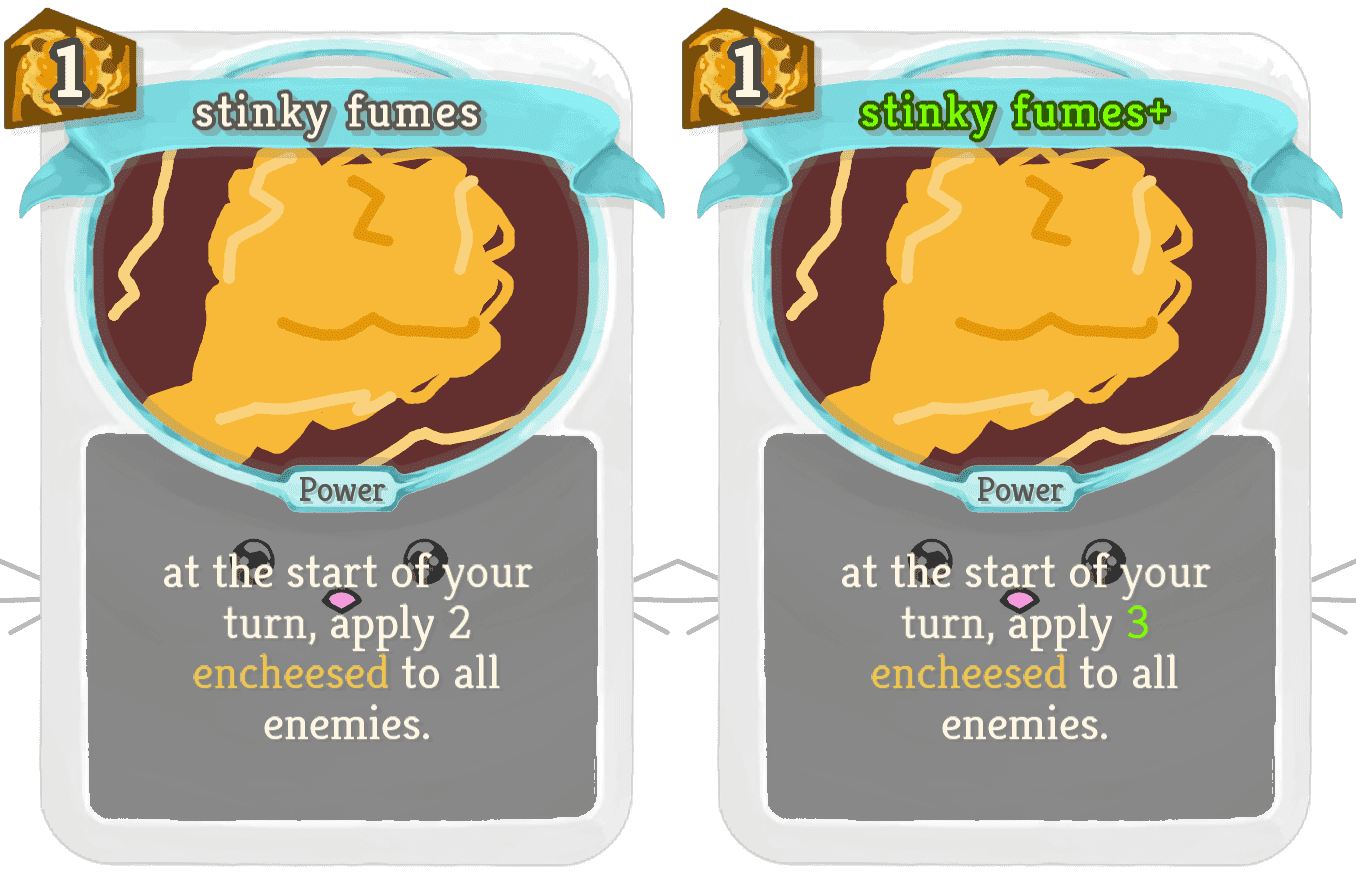 1
stinky fumes
Power
at the start of your
turn, apply 2
encheesed to all
enemies.
1
stinky fumes+
Power
at the start of your
turn, apply 3
encheesed to all
enemies.